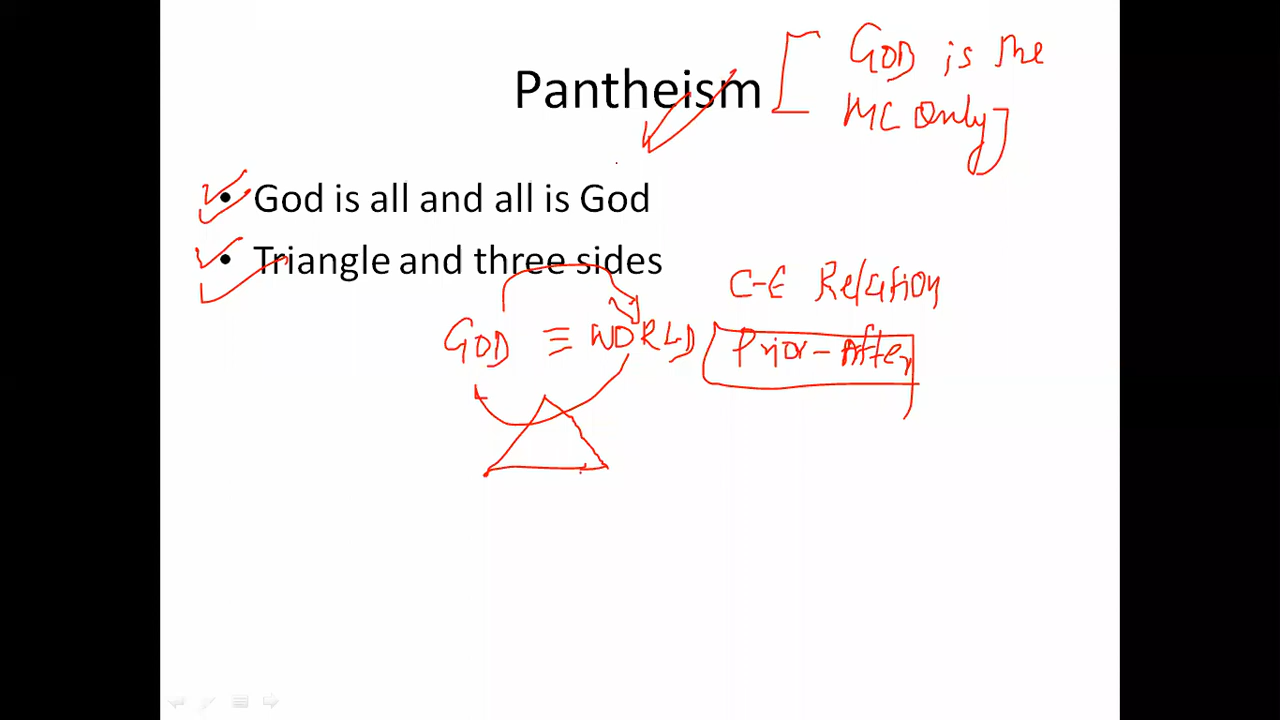 Pantheism [ GOD is the
MC Only]
• God is all and all is God
• Triangle and three sides
C-E Relation
GOD ≡ WORLD Prior-After